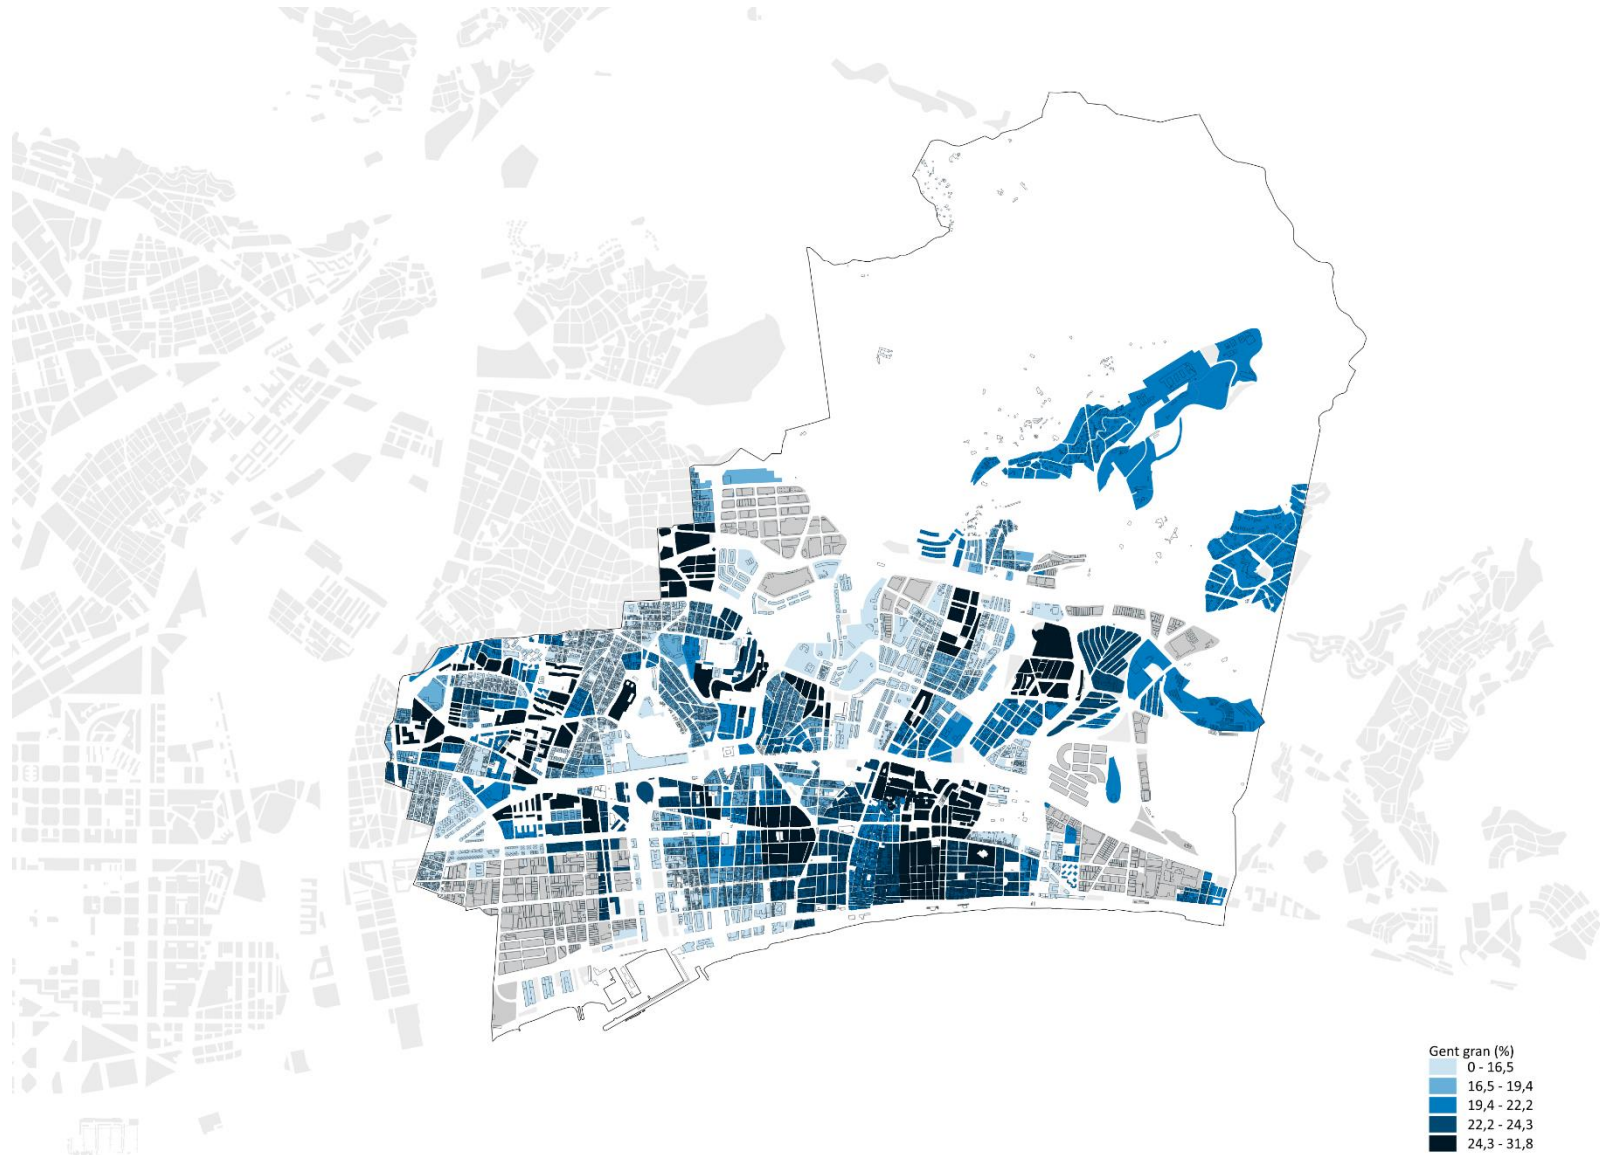 Gent gran (%)
0 - 16,5
16,5 - 19,4
19,4 - 22,2
22,2 - 24,3
24,3 - 31,8